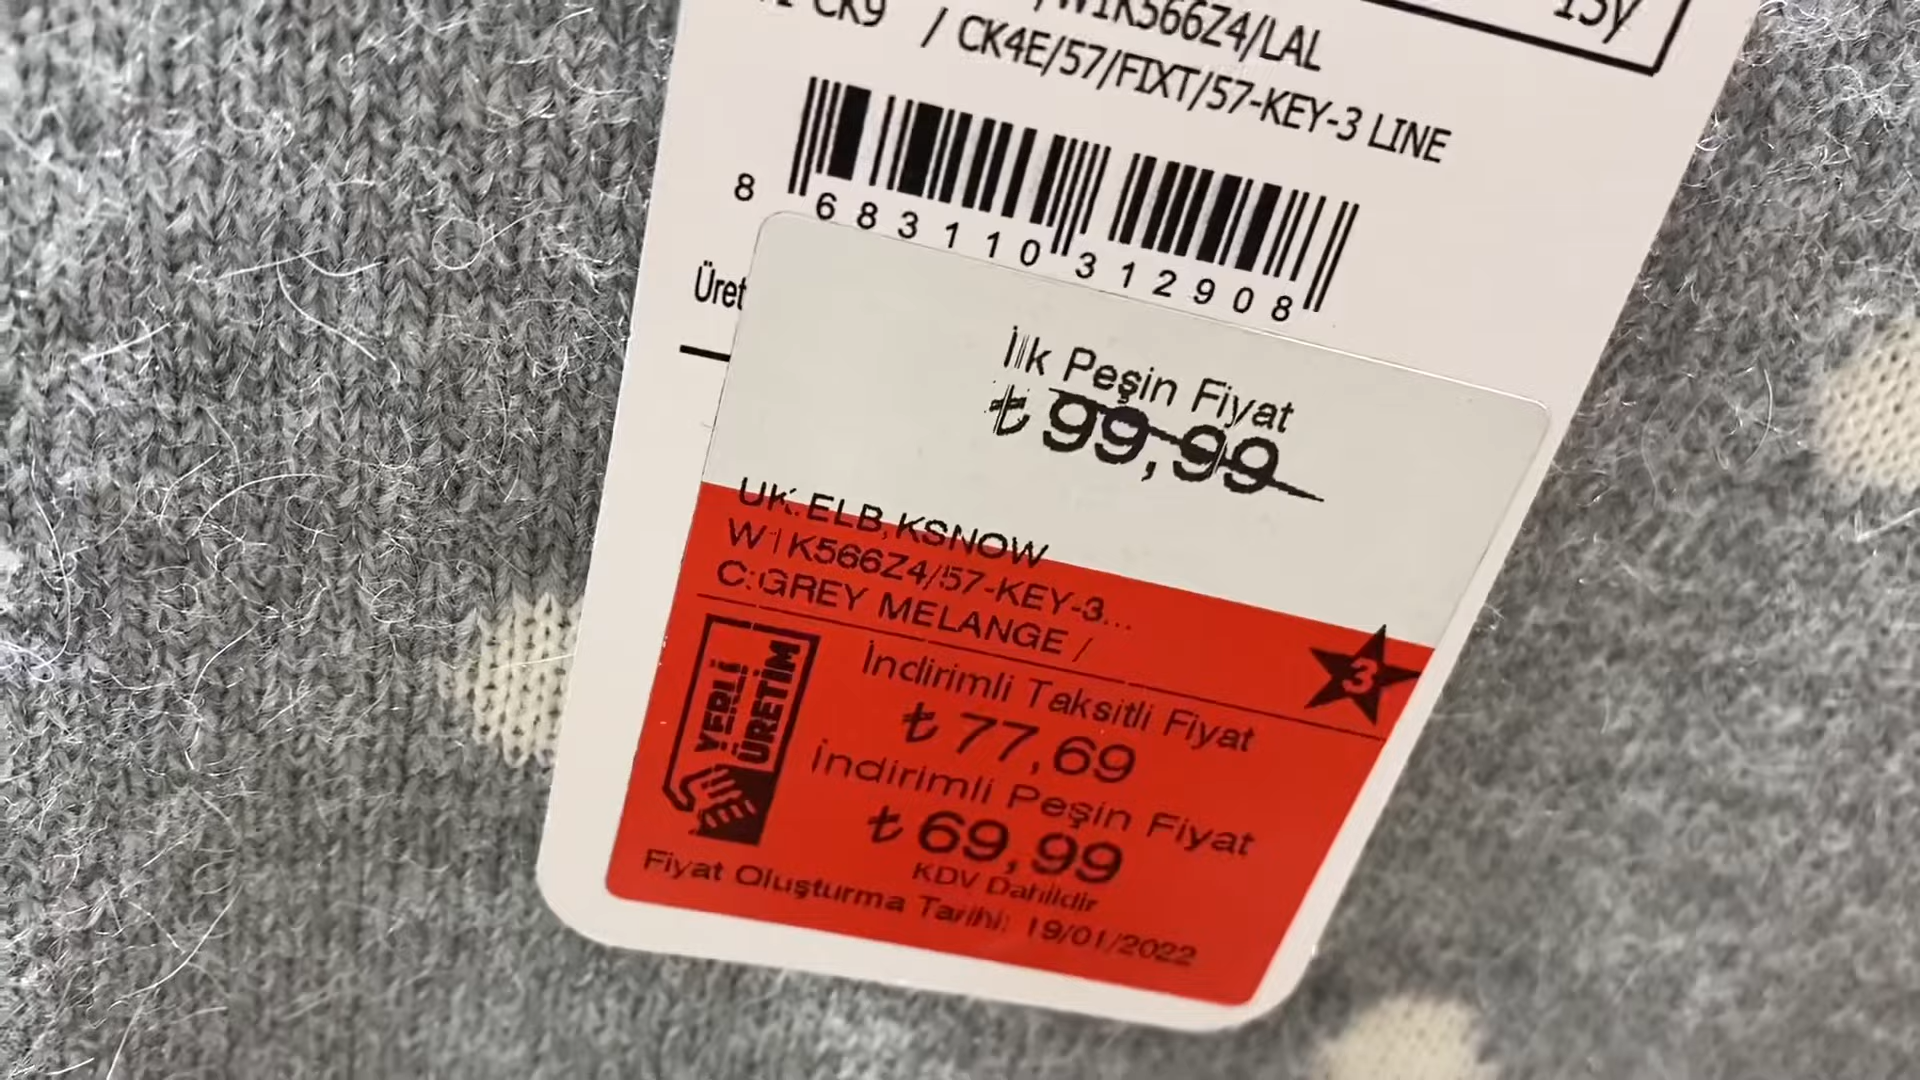 CK9 /W1K566Z4/LAL
/ CK4E/57/FIXT/57-KEY-3 LINE
8 683110 312908
İlk Peşin Fiyat
₺ 99,99
UK.ELB,KSNOW
W1K566Z4/57-KEY-3...
C:GREY MELANGE /
3
YERLİ
ÜRETİM
İndirimli Taksitli Fiyat
₺ 77,69
İndirimli Peşin Fiyat
₺ 69,99
KDV Dahildir
Fiyat Oluşturma Tarihi: 19/01/2022